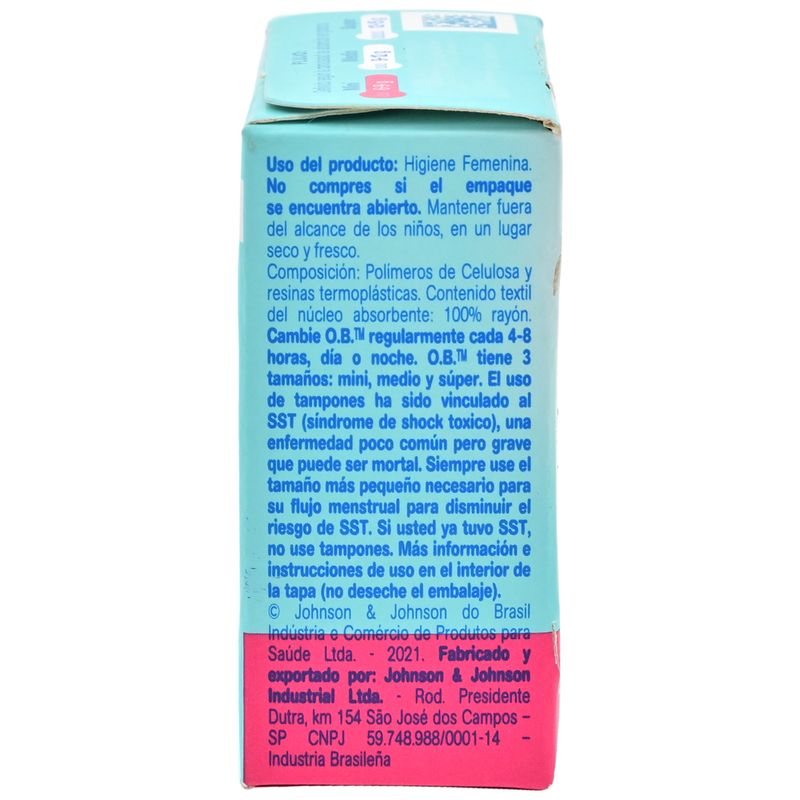 Uso del producto: Higiene Femenina.
No compres si el empaque
se encuentra abierto. Mantener fuera
del alcance de los niños, en un lugar
seco y fresco.
Composición: Polímeros de Celulosa y
resinas termoplásticas. Contenido textil
del núcleo absorbente: 100% rayón.
Cambie O.B.™ regularmente cada 4-8
horas, día o noche. O.B.™ tiene 3
tamaños: mini, medio y súper. El uso
de tampones ha sido vinculado al
SST (síndrome de shock toxico), una
enfermedad poco común pero grave
que puede ser mortal. Siempre use el
tamaño más pequeño necesario para
su flujo menstrual para disminuir el
riesgo de SST. Si usted ya tuvo SST,
no use tampones. Más información e
instrucciones de uso en el interior de
la tapa (no deseche el embalaje).
© Johnson & Johnson do Brasil
Indústria e Comércio de Produtos para
Saúde Ltda. - 2021. Fabricado y
exportado por: Johnson & Johnson
Industrial Ltda. - Rod. Presidente
Dutra, km 154 São José dos Campos –
SP CNPJ 59.748.988/0001-14 –
Industria Brasileña